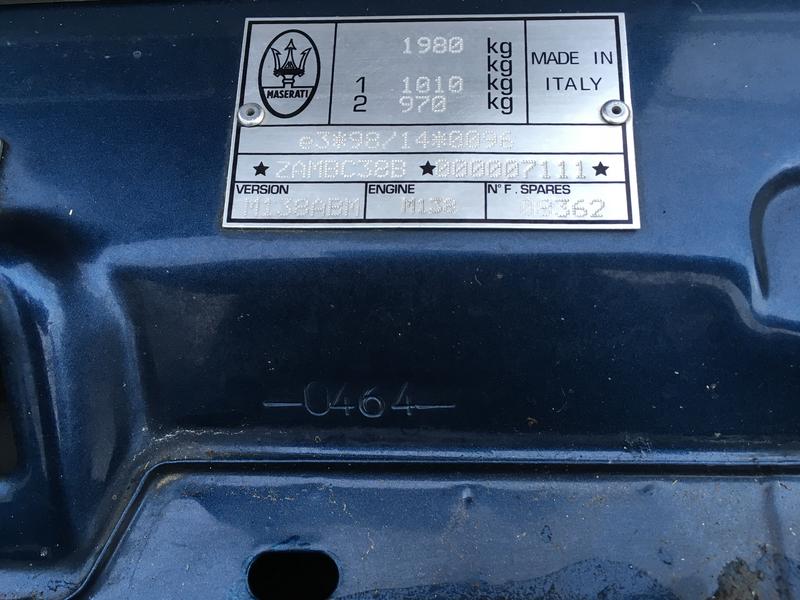 MASERATI
1980 kg
kg
1 1010 kg
2 970 kg
MADE IN
ITALY
e3*98/14*0096
★ ZAMBC38B ★000007111★
VERSION ENGINE N° F. SPARES
M138ABM M138 09362
-0464-